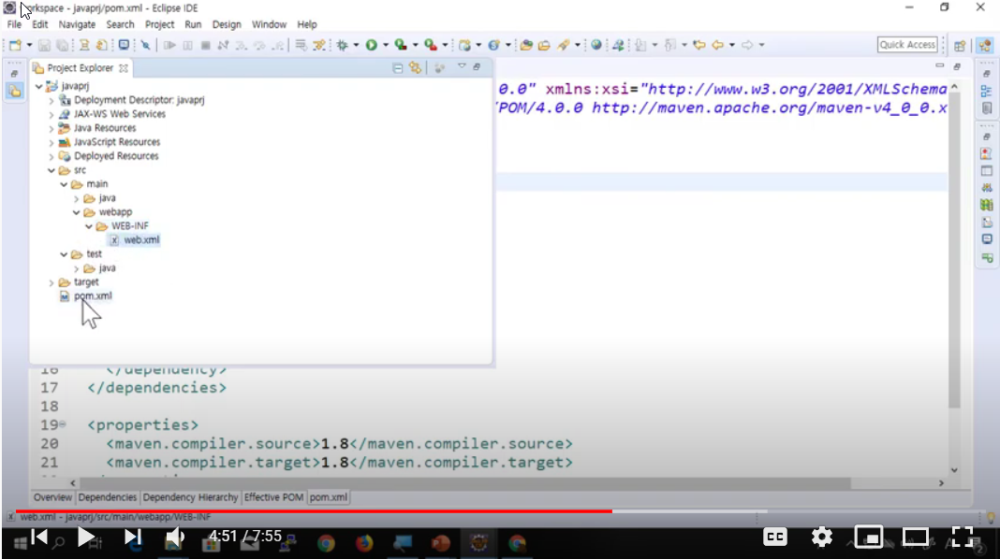 workspace - javaprj/pom.xml - Eclipse IDE
File Edit Navigate Search Project Run Design Window Help
Quick Access
Project Explorer
javaprj
Deployment Descriptor: javaprj
JAX-WS Web Services
Java Resources
JavaScript Resources
Deployed Resources
src
main
java
webapp
WEB-INF
web.xml
test
java
target
pom.xml
0.0" xmlns:xsi="http://www.w3.org/2001/XMLSchema
/POM/4.0.0 http://maven.apache.org/maven-v4_0_0.x
16 </dependency>
17 </dependencies>
18
19 <properties>
20 <maven.compiler.source>1.8</maven.compiler.source>
21 <maven.compiler.target>1.8</maven.compiler.target>
Overview Dependencies Dependency Hierarchy Effective POM pom.xml
web.xml - javaprj/src/main/webapp/WEB-INF
4:51 / 7:55
CC